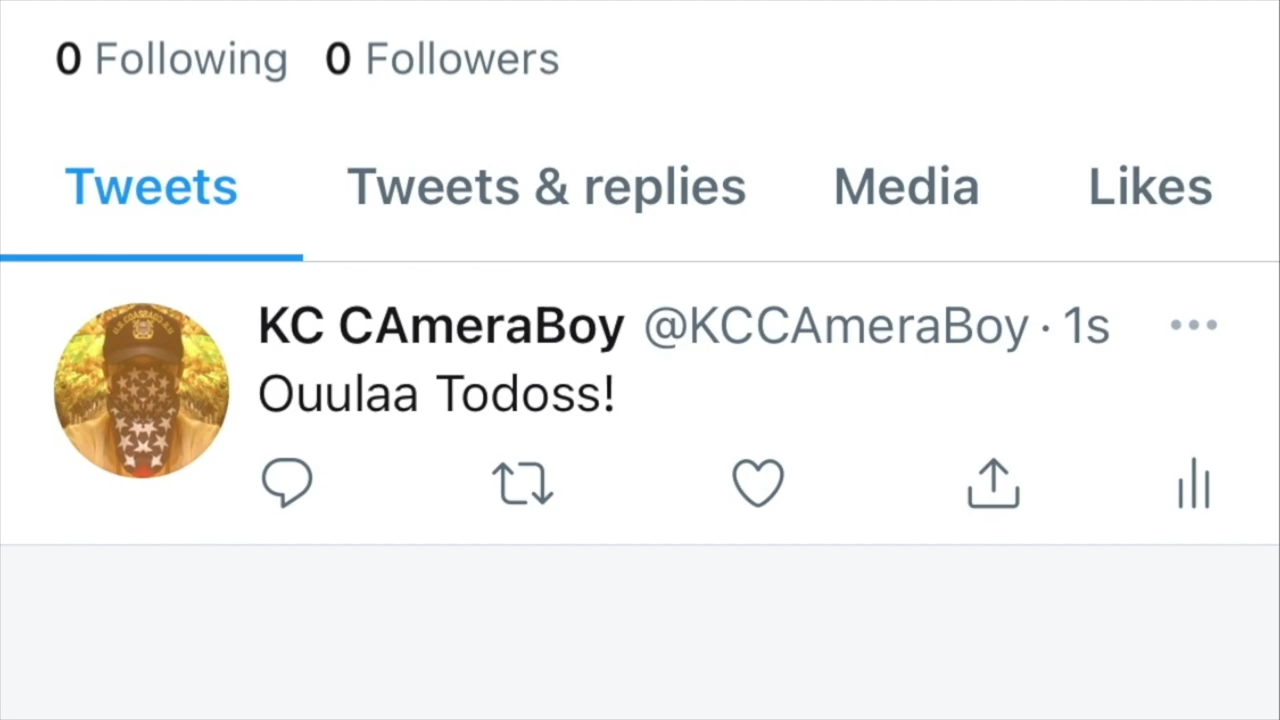 0 Following 0 Followers
Tweets Tweets & replies Media Likes
KC CAmeraBoy @KCCAmeraBoy · 1s
Ouulaa Todoss!